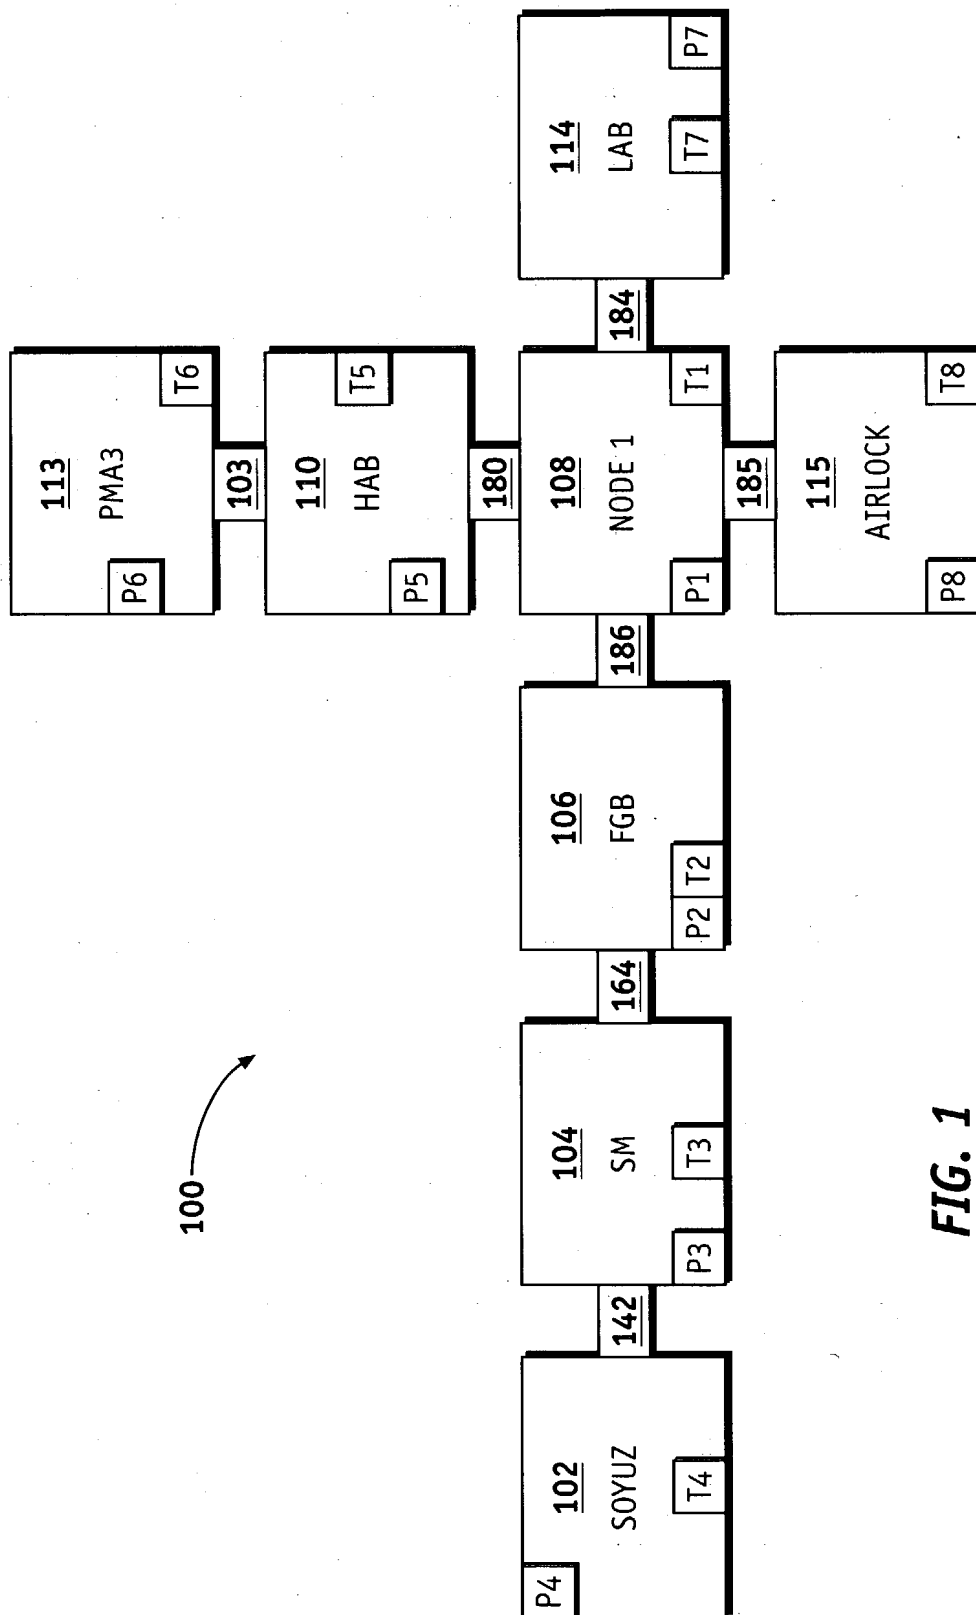 113
PMA3
P6
T6
103
110
HAB
P5
T5
180
102
SOYUZ
P4
T4
142
104
SM
P3
T3
164
106
FGB
P2
T2
186
108
NODE 1
P1
T1
184
114
LAB
T7
P7
185
115
AIRLOCK
P8
T8
100
FIG. 1